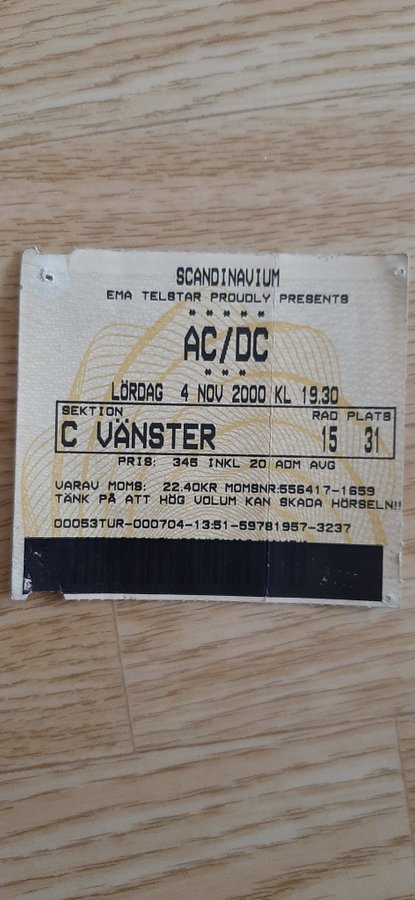 SCANDINAVIUM
EMA TELSTAR PROUDLY PRESENTS
* * * * *
AC/DC
* * *
LÖRDAG 4 NOV 2000 KL 19.30
SEKTION RAD PLATS
C VÄNSTER 15 31
PRIS: 345 INKL 20 ADM AVG
VARAV MOMS: 22.40KR MOMSNR:556417-1659
TÄNK PÅ ATT HÖG VOLUM KAN SKADA HÖRSELN!!
00053TUR-000704-13:51-59781957-3237